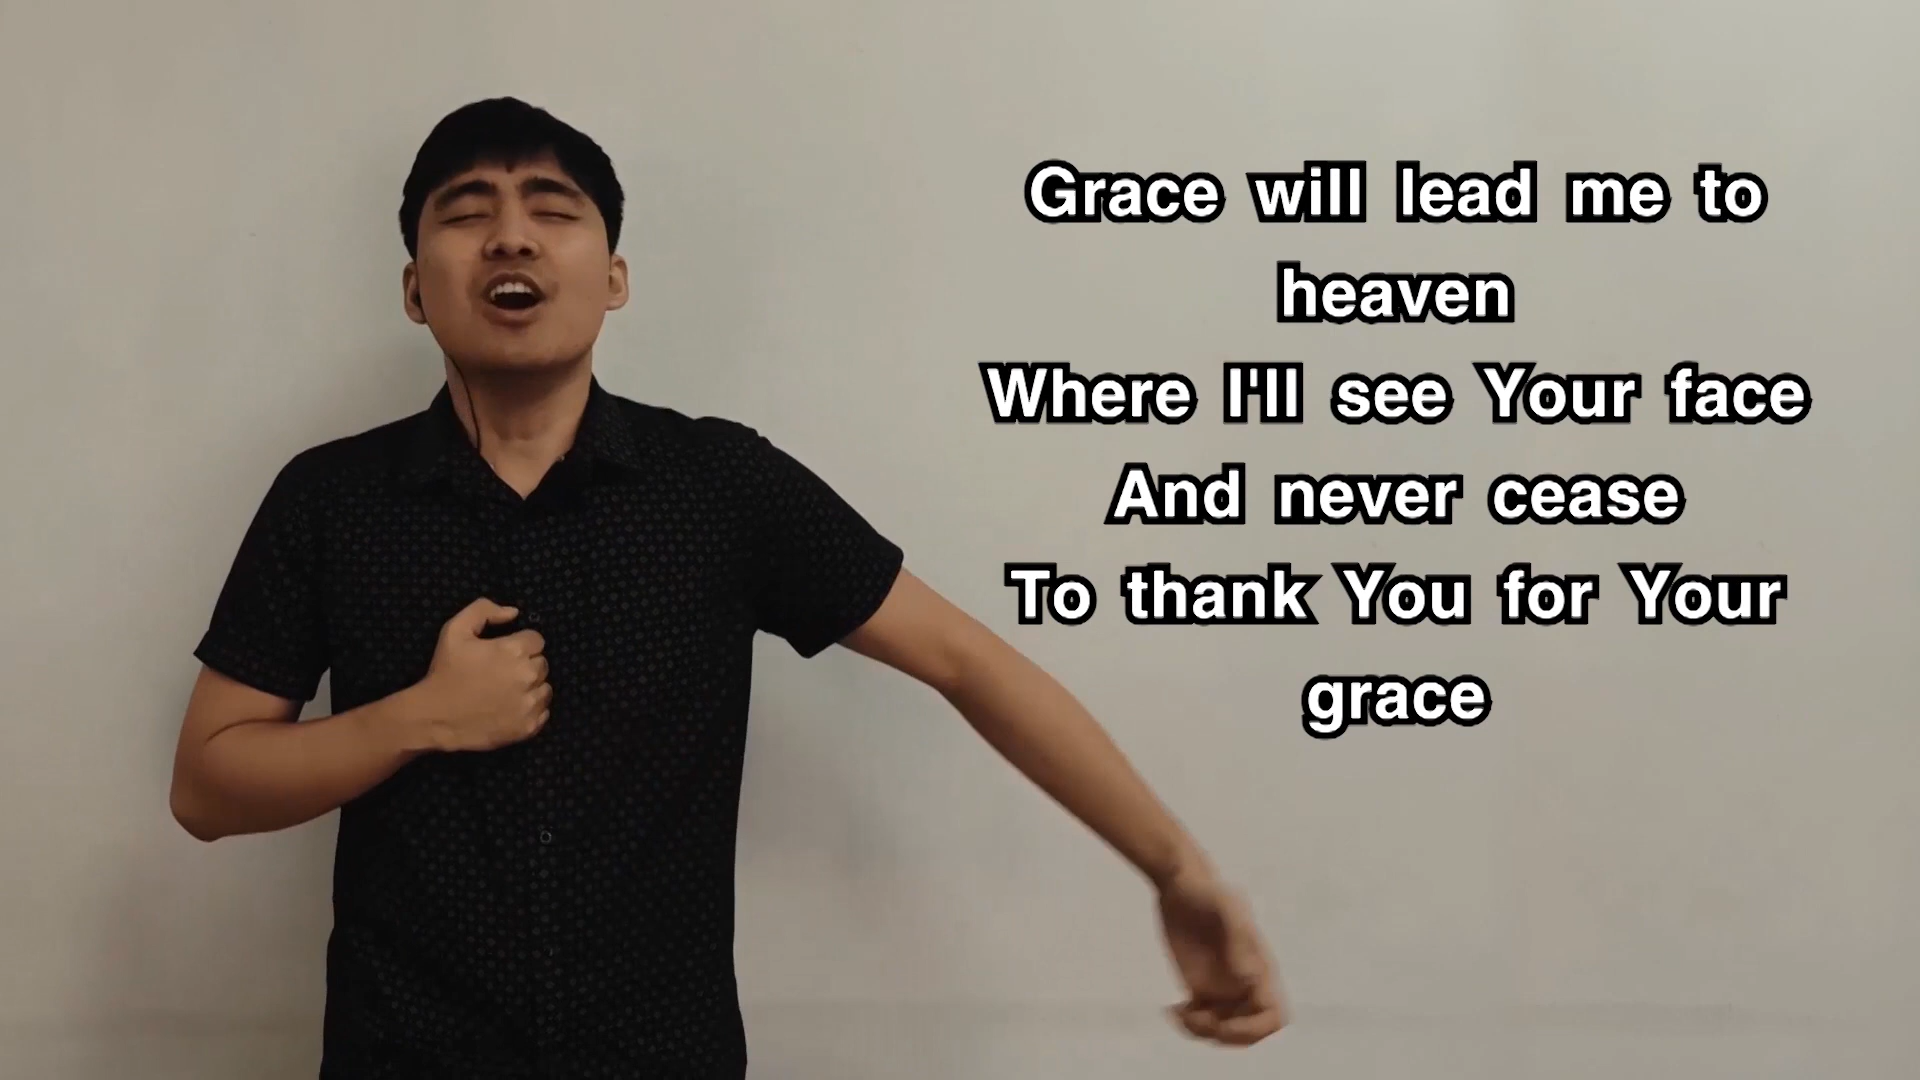 Grace will lead me to
heaven
Where I'll see Your face
And never cease
To thank You for Your
grace